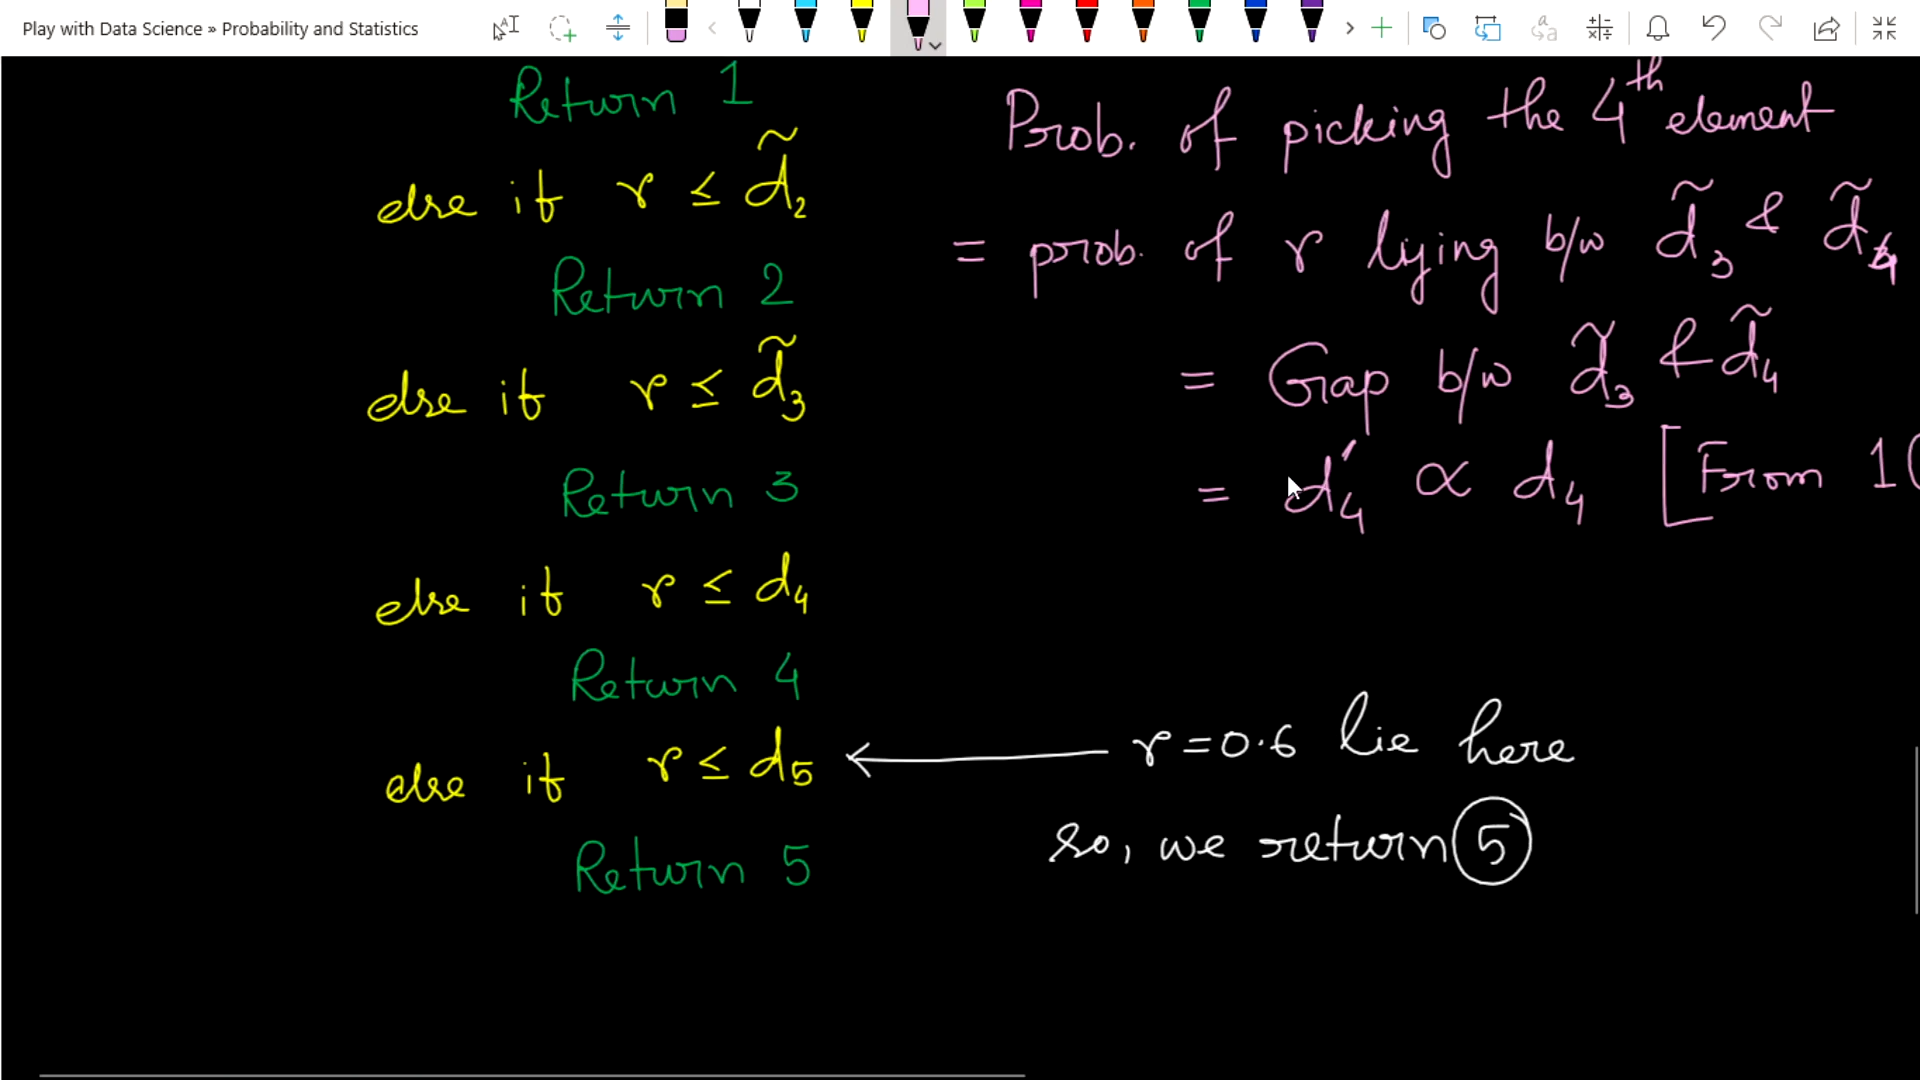 Play with Data Science » Probability and Statistics
Return 1
else if r ≤ d̃₂
Return 2
else if r ≤ d̃₃
Return 3
else if r ≤ d₄
Return 4
else if r ≤ d₅
Return 5
Prob. of picking the 4th element
= prob. of r lying b/w d̃₃ & d̃₄
= Gap b/w d̃₃ & d̃₄
= d'₄ ∝ d₄ [From 1(
r = 0.6 lie here
so, we return 5